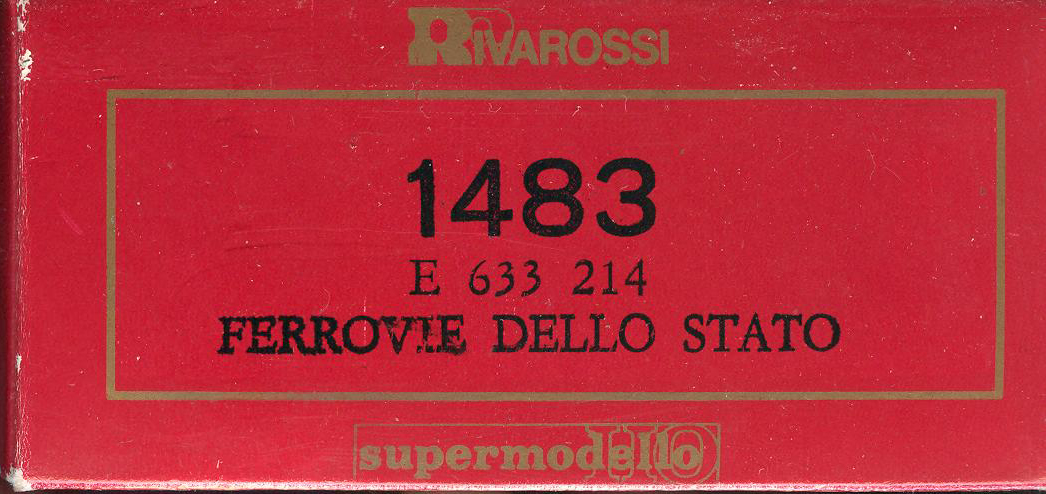 RIVAROSSI
1483
E 633 214
FERROVIE DELLO STATO
supermodello HO